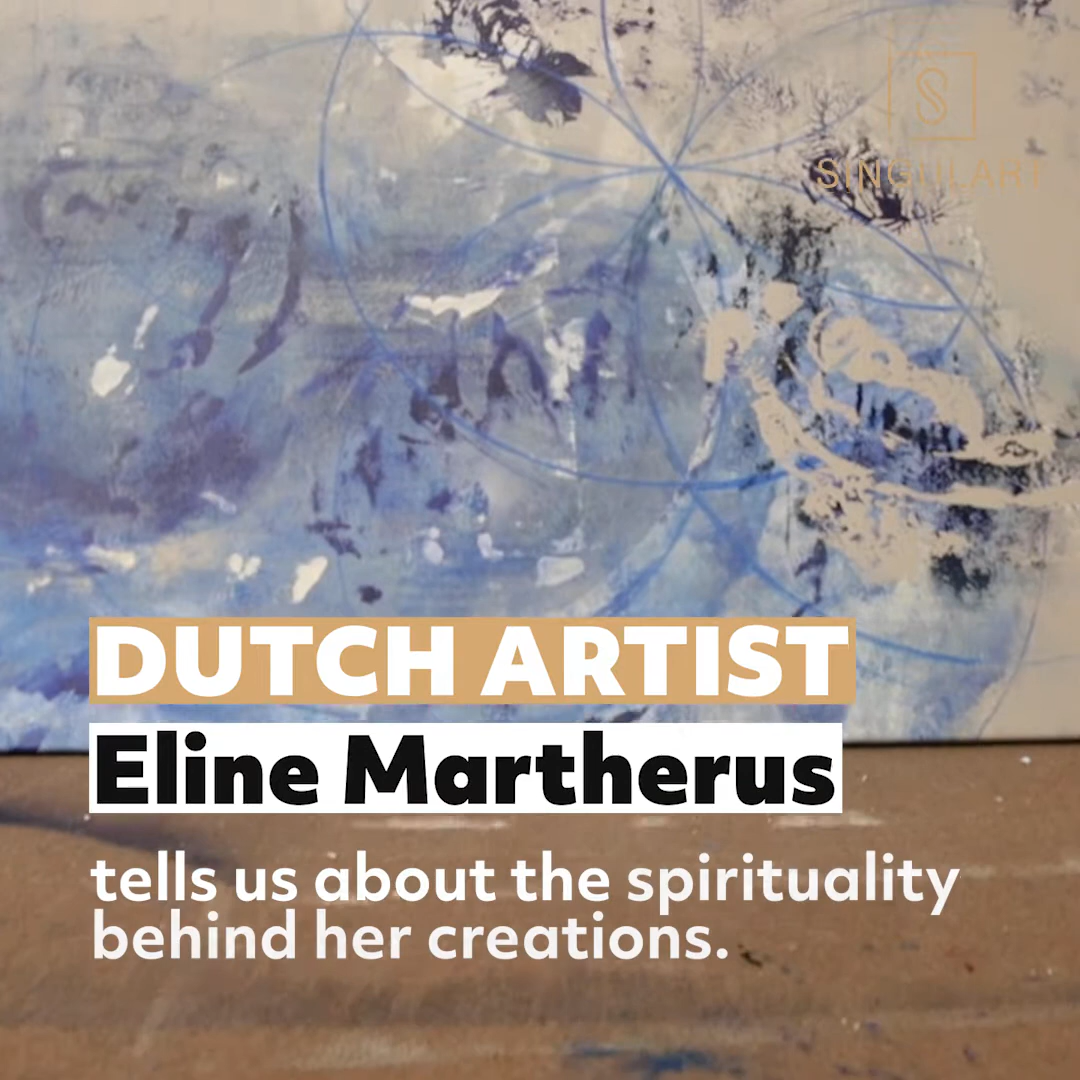 S
SINGULART
DUTCH ARTIST
Eline Martherus
tells us about the spirituality
behind her creations.